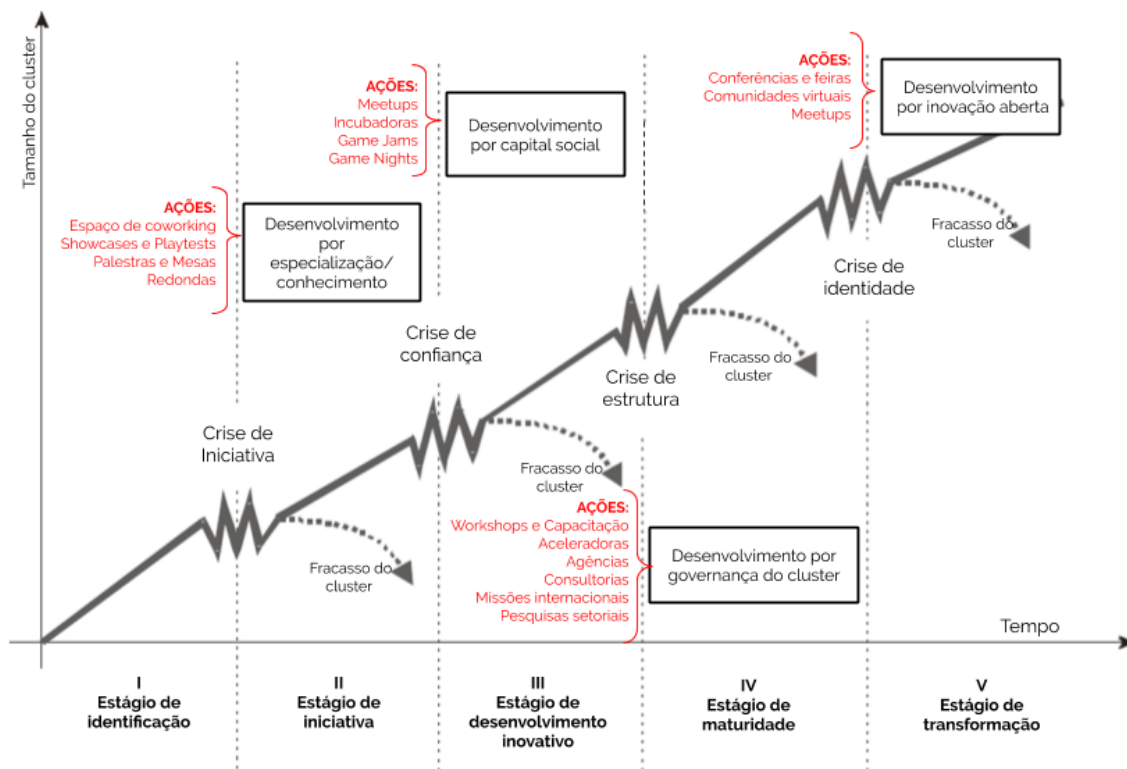 Tamanho do cluster
AÇÕES:
Espaço de coworking
Showcases e Playtests
Palestras e Mesas
Redondas
Desenvolvimento
por
especialização/
conhecimento
AÇÕES:
Meetups
Incubadoras
Game Jams
Game Nights
Desenvolvimento
por capital social
AÇÕES:
Conferências e feiras
Comunidades virtuais
Meetups
Desenvolvimento
por inovação aberta
Crise de
Iniciativa
Fracasso do
cluster
Crise de
confiança
Fracasso do
cluster
Crise de
estrutura
Fracasso do
cluster
Crise de
identidade
Fracasso do
cluster
AÇÕES:
Workshops e Capacitação
Aceleradoras
Agências
Consultorias
Missões internacionais
Pesquisas setoriais
Desenvolvimento por
governança do cluster
Tempo
I
Estágio de
identificação
II
Estágio de
iniciativa
III
Estágio de
desenvolvimento
inovativo
IV
Estágio de
maturidade
V
Estágio de
transformação